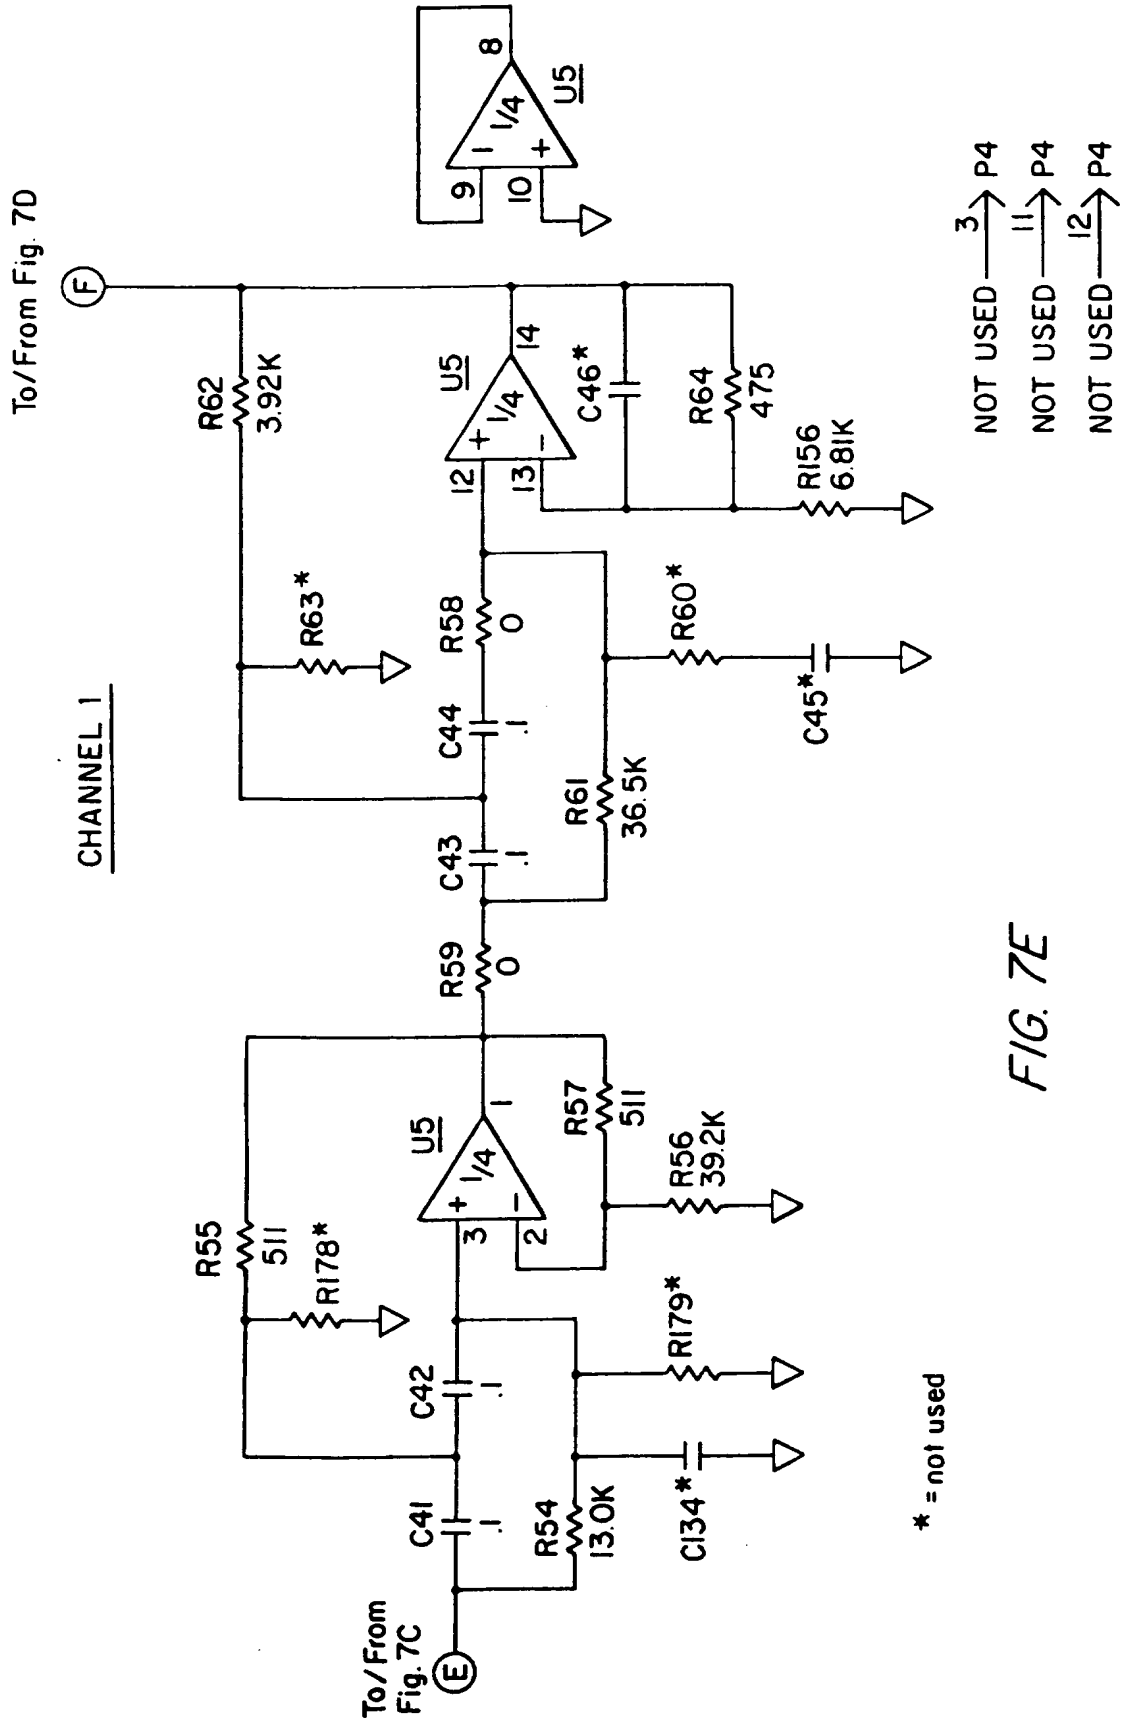 CHANNEL 1
To/From Fig. 7D
F
R62
3.92K
R63*
R55
511
R178*
To/From
Fig. 7C
E
C41
.1
C42
.1
R54
13.0K
C134*
R179*
3
2
+
-
1/4
U5
1
R57
511
R56
39.2K
R59
0
C43
.1
C44
.1
R58
0
R61
36.5K
R60*
C45*
12
13
+
-
1/4
U5
14
C46*
R64
475
R156
6.81K
9
10
-
+
1/4
8
U5
* = not used
FIG. 7E
NOT USED 3 P4
NOT USED 11 P4
NOT USED 12 P4